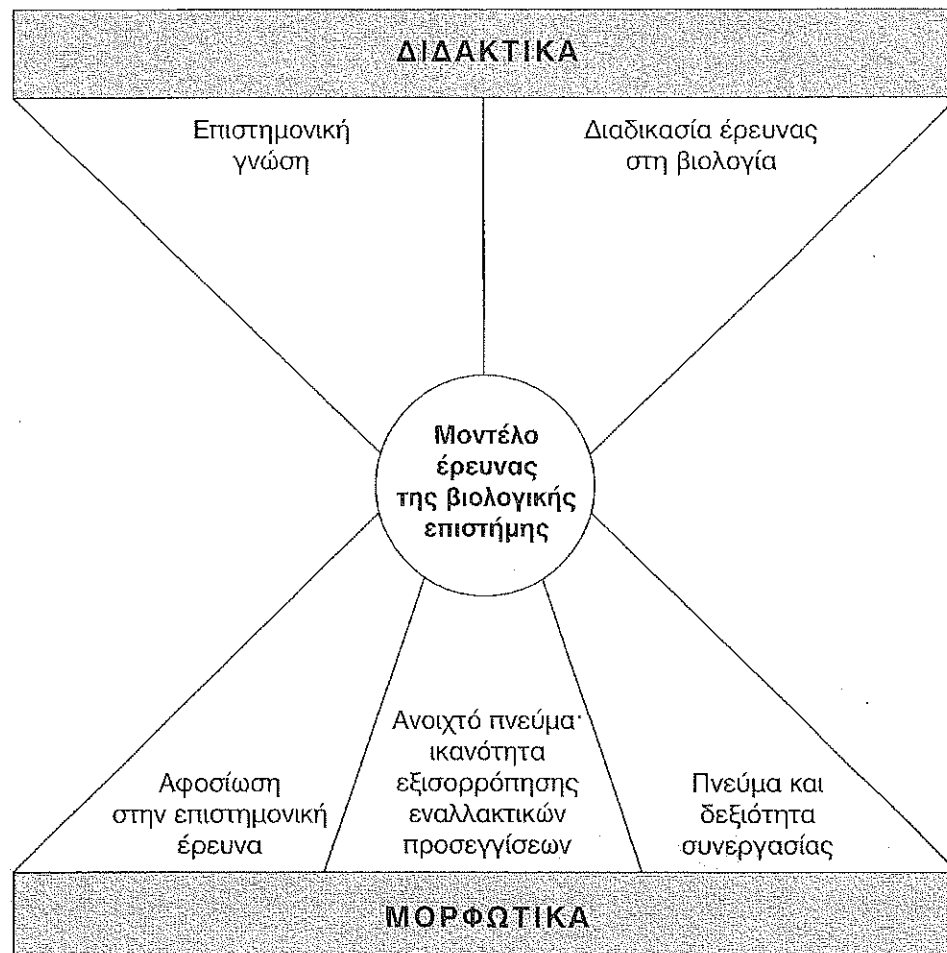 ΔΙΔΑΚΤΙΚΑ
Επιστημονική
γνώση
Διαδικασία έρευνας
στη βιολογία
Μοντέλο
έρευνας
της βιολογικής
επιστήμης
Αφοσίωση
στην επιστημονική
έρευνα
Ανοιχτό πνεύμα·
ικανότητα
εξισορρόπησης
εναλλακτικών
προσεγγίσεων
Πνεύμα και
δεξιότητα
συνεργασίας
ΜΟΡΦΩΤΙΚΑ